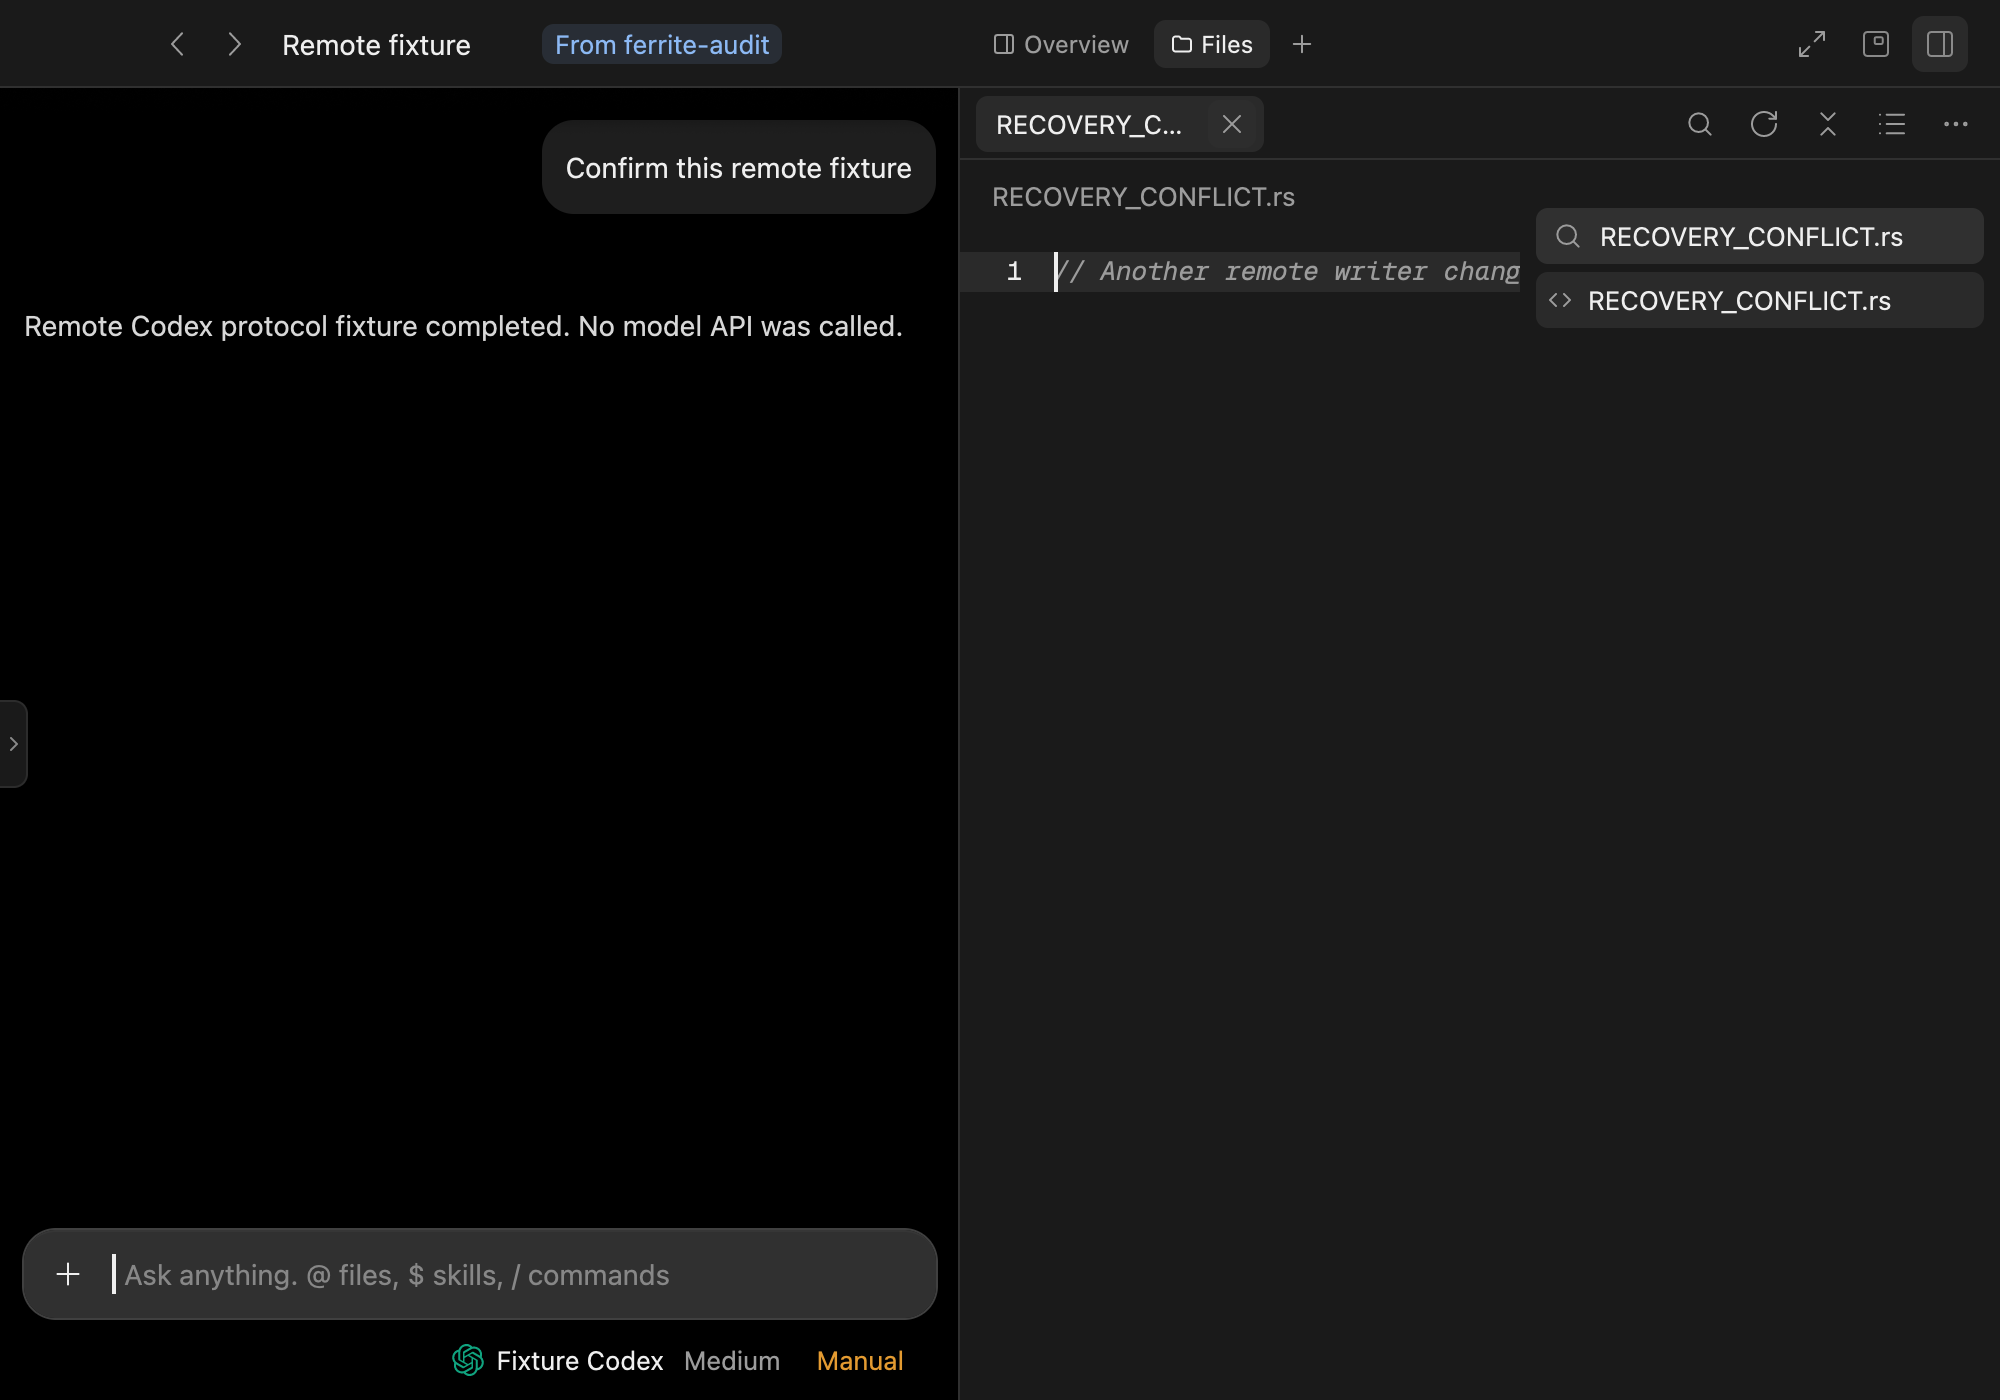 Remote fixture
From ferrite-audit
Overview
Files
Confirm this remote fixture
Remote Codex protocol fixture completed. No model API was called.
Ask anything. @ files, $ skills, / commands
Fixture Codex Medium Manual
RECOVERY_C...
RECOVERY_CONFLICT.rs
1 // Another remote writer chang
RECOVERY_CONFLICT.rs
RECOVERY_CONFLICT.rs